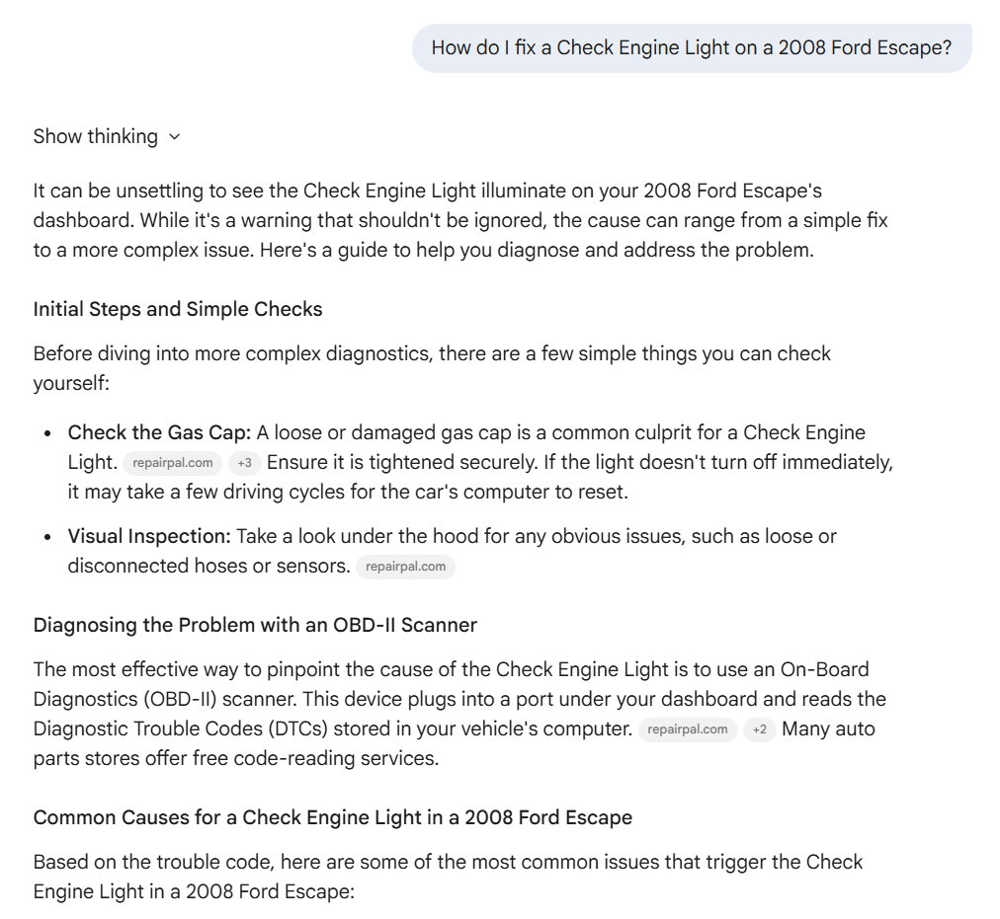 How do I fix a Check Engine Light on a 2008 Ford Escape?
Show thinking
It can be unsettling to see the Check Engine Light illuminate on your 2008 Ford Escape's
dashboard. While it's a warning that shouldn't be ignored, the cause can range from a simple fix
to a more complex issue. Here's a guide to help you diagnose and address the problem.
Initial Steps and Simple Checks
Before diving into more complex diagnostics, there are a few simple things you can check
yourself:
• Check the Gas Cap: A loose or damaged gas cap is a common culprit for a Check Engine
Light. repairpal.com +3 Ensure it is tightened securely. If the light doesn't turn off immediately,
it may take a few driving cycles for the car's computer to reset.
• Visual Inspection: Take a look under the hood for any obvious issues, such as loose or
disconnected hoses or sensors. repairpal.com
Diagnosing the Problem with an OBD-II Scanner
The most effective way to pinpoint the cause of the Check Engine Light is to use an On-Board
Diagnostics (OBD-II) scanner. This device plugs into a port under your dashboard and reads the
Diagnostic Trouble Codes (DTCs) stored in your vehicle's computer. repairpal.com +2 Many auto
parts stores offer free code-reading services.
Common Causes for a Check Engine Light in a 2008 Ford Escape
Based on the trouble code, here are some of the most common issues that trigger the Check
Engine Light in a 2008 Ford Escape: